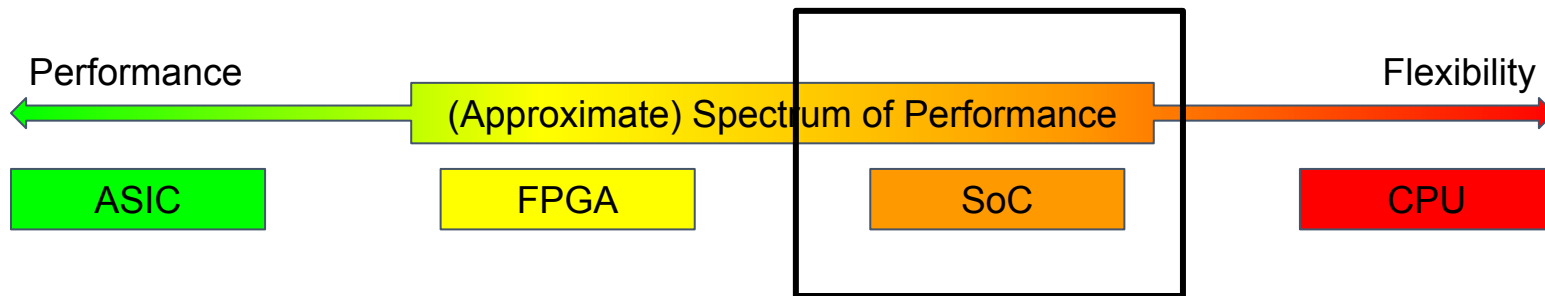 Performance
Flexibility
(Approximate) Spectrum of Performance
ASIC
FPGA
SoC
CPU